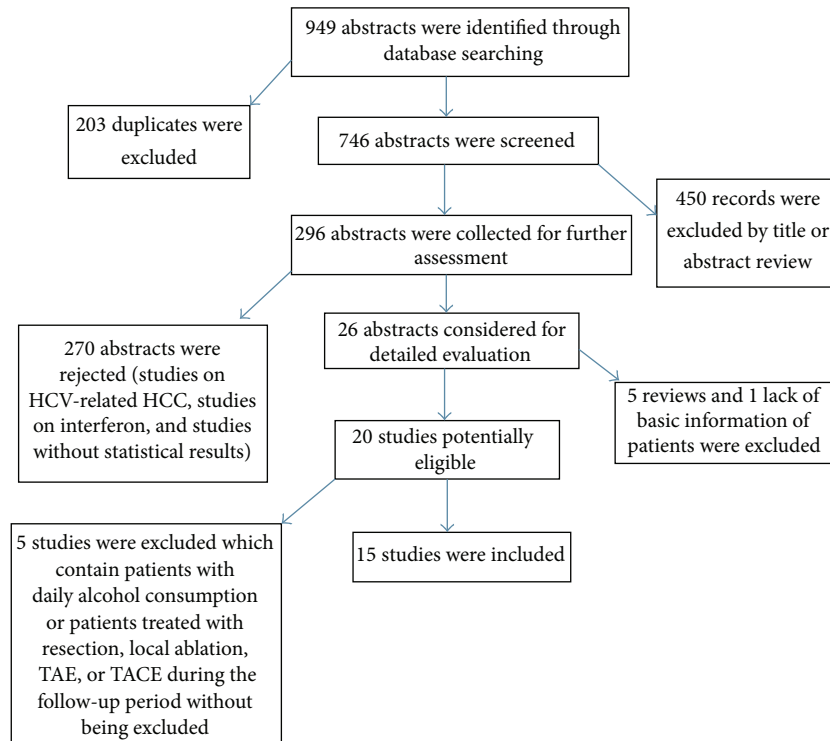 949 abstracts were identified through
database searching
203 duplicates were
excluded
746 abstracts were screened
450 records were
excluded by title or
abstract review
296 abstracts were collected for further
assessment
270 abstracts were
rejected (studies on
HCV-related HCC, studies
on interferon, and studies
without statistical results)
26 abstracts considered for
detailed evaluation
5 reviews and 1 lack of
basic information of
patients were excluded
20 studies potentially
eligible
5 studies were excluded which
contain patients with
daily alcohol consumption
or patients treated with
resection, local ablation,
TAE, or TACE during the
follow-up period without
being excluded
15 studies were included